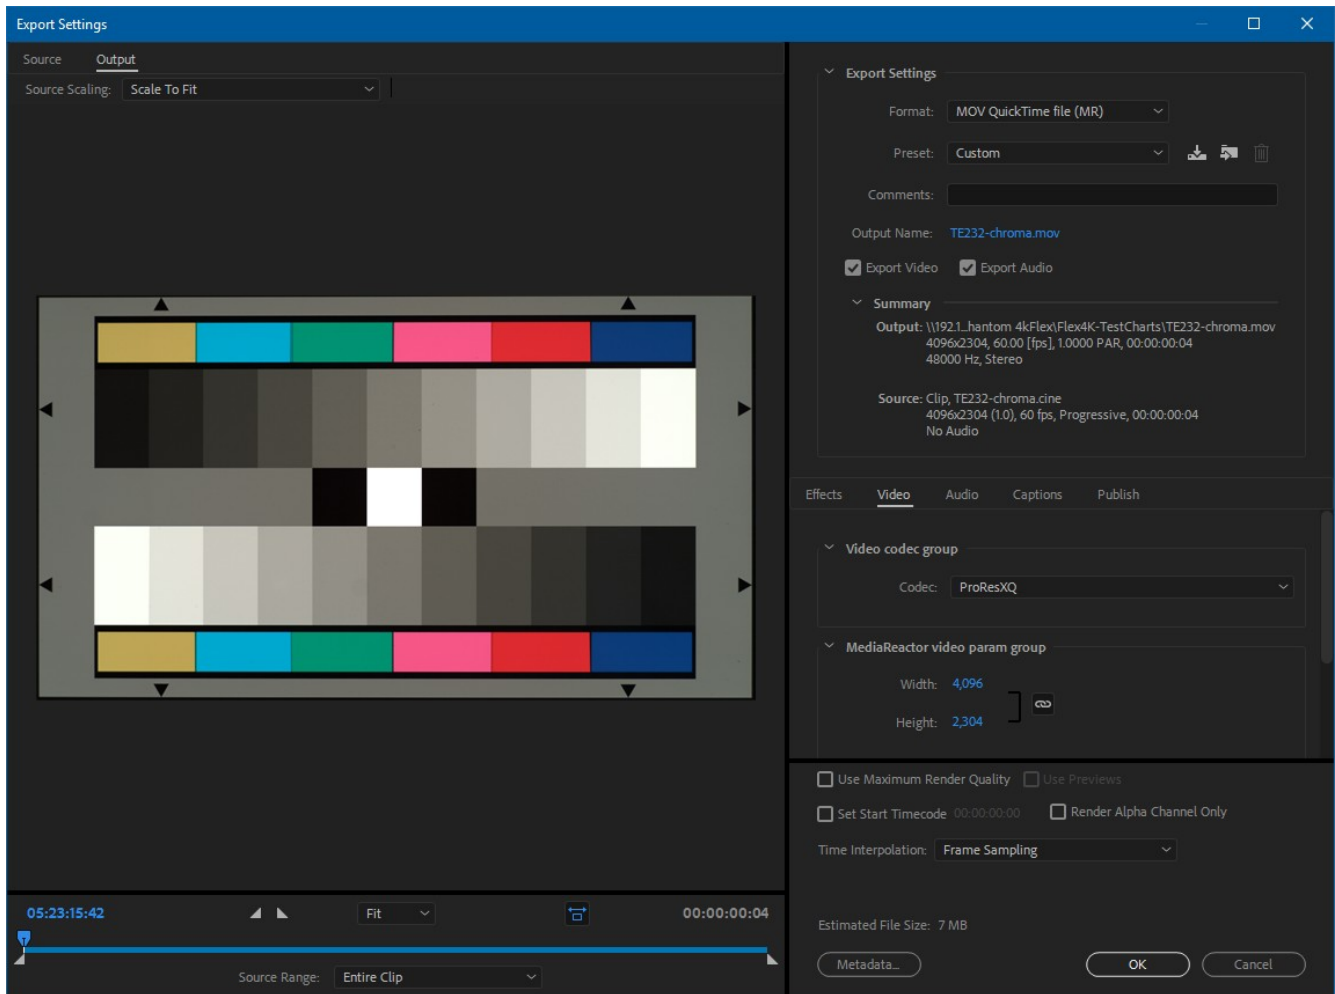 Export Settings
Source Output
Source Scaling: Scale To Fit
Export Settings
Format: MOV QuickTime file (MR)
Preset: Custom
Comments:
Output Name: TE232-chroma.mov
Export Video Export Audio
Summary
Output: \\192.1...hantom 4kFlex\Flex4K-TestCharts\TE232-chroma.mov
4096x2304, 60.00 [fps], 1.0000 PAR, 00:00:00:04
48000 Hz, Stereo
Source: Clip, TE232-chroma.cine
4096x2304 (1.0), 60 fps, Progressive, 00:00:00:04
No Audio
Effects Video Audio Captions Publish
Video codec group
Codec: ProResXQ
MediaReactor video param group
Width: 4,096
Height: 2,304
Use Maximum Render Quality Use Previews
Set Start Timecode 00:00:00:00 Render Alpha Channel Only
Time Interpolation: Frame Sampling
Estimated File Size: 7 MB
Metadata... OK Cancel
05:23:15:42 Fit 00:00:00:04
Source Range: Entire Clip